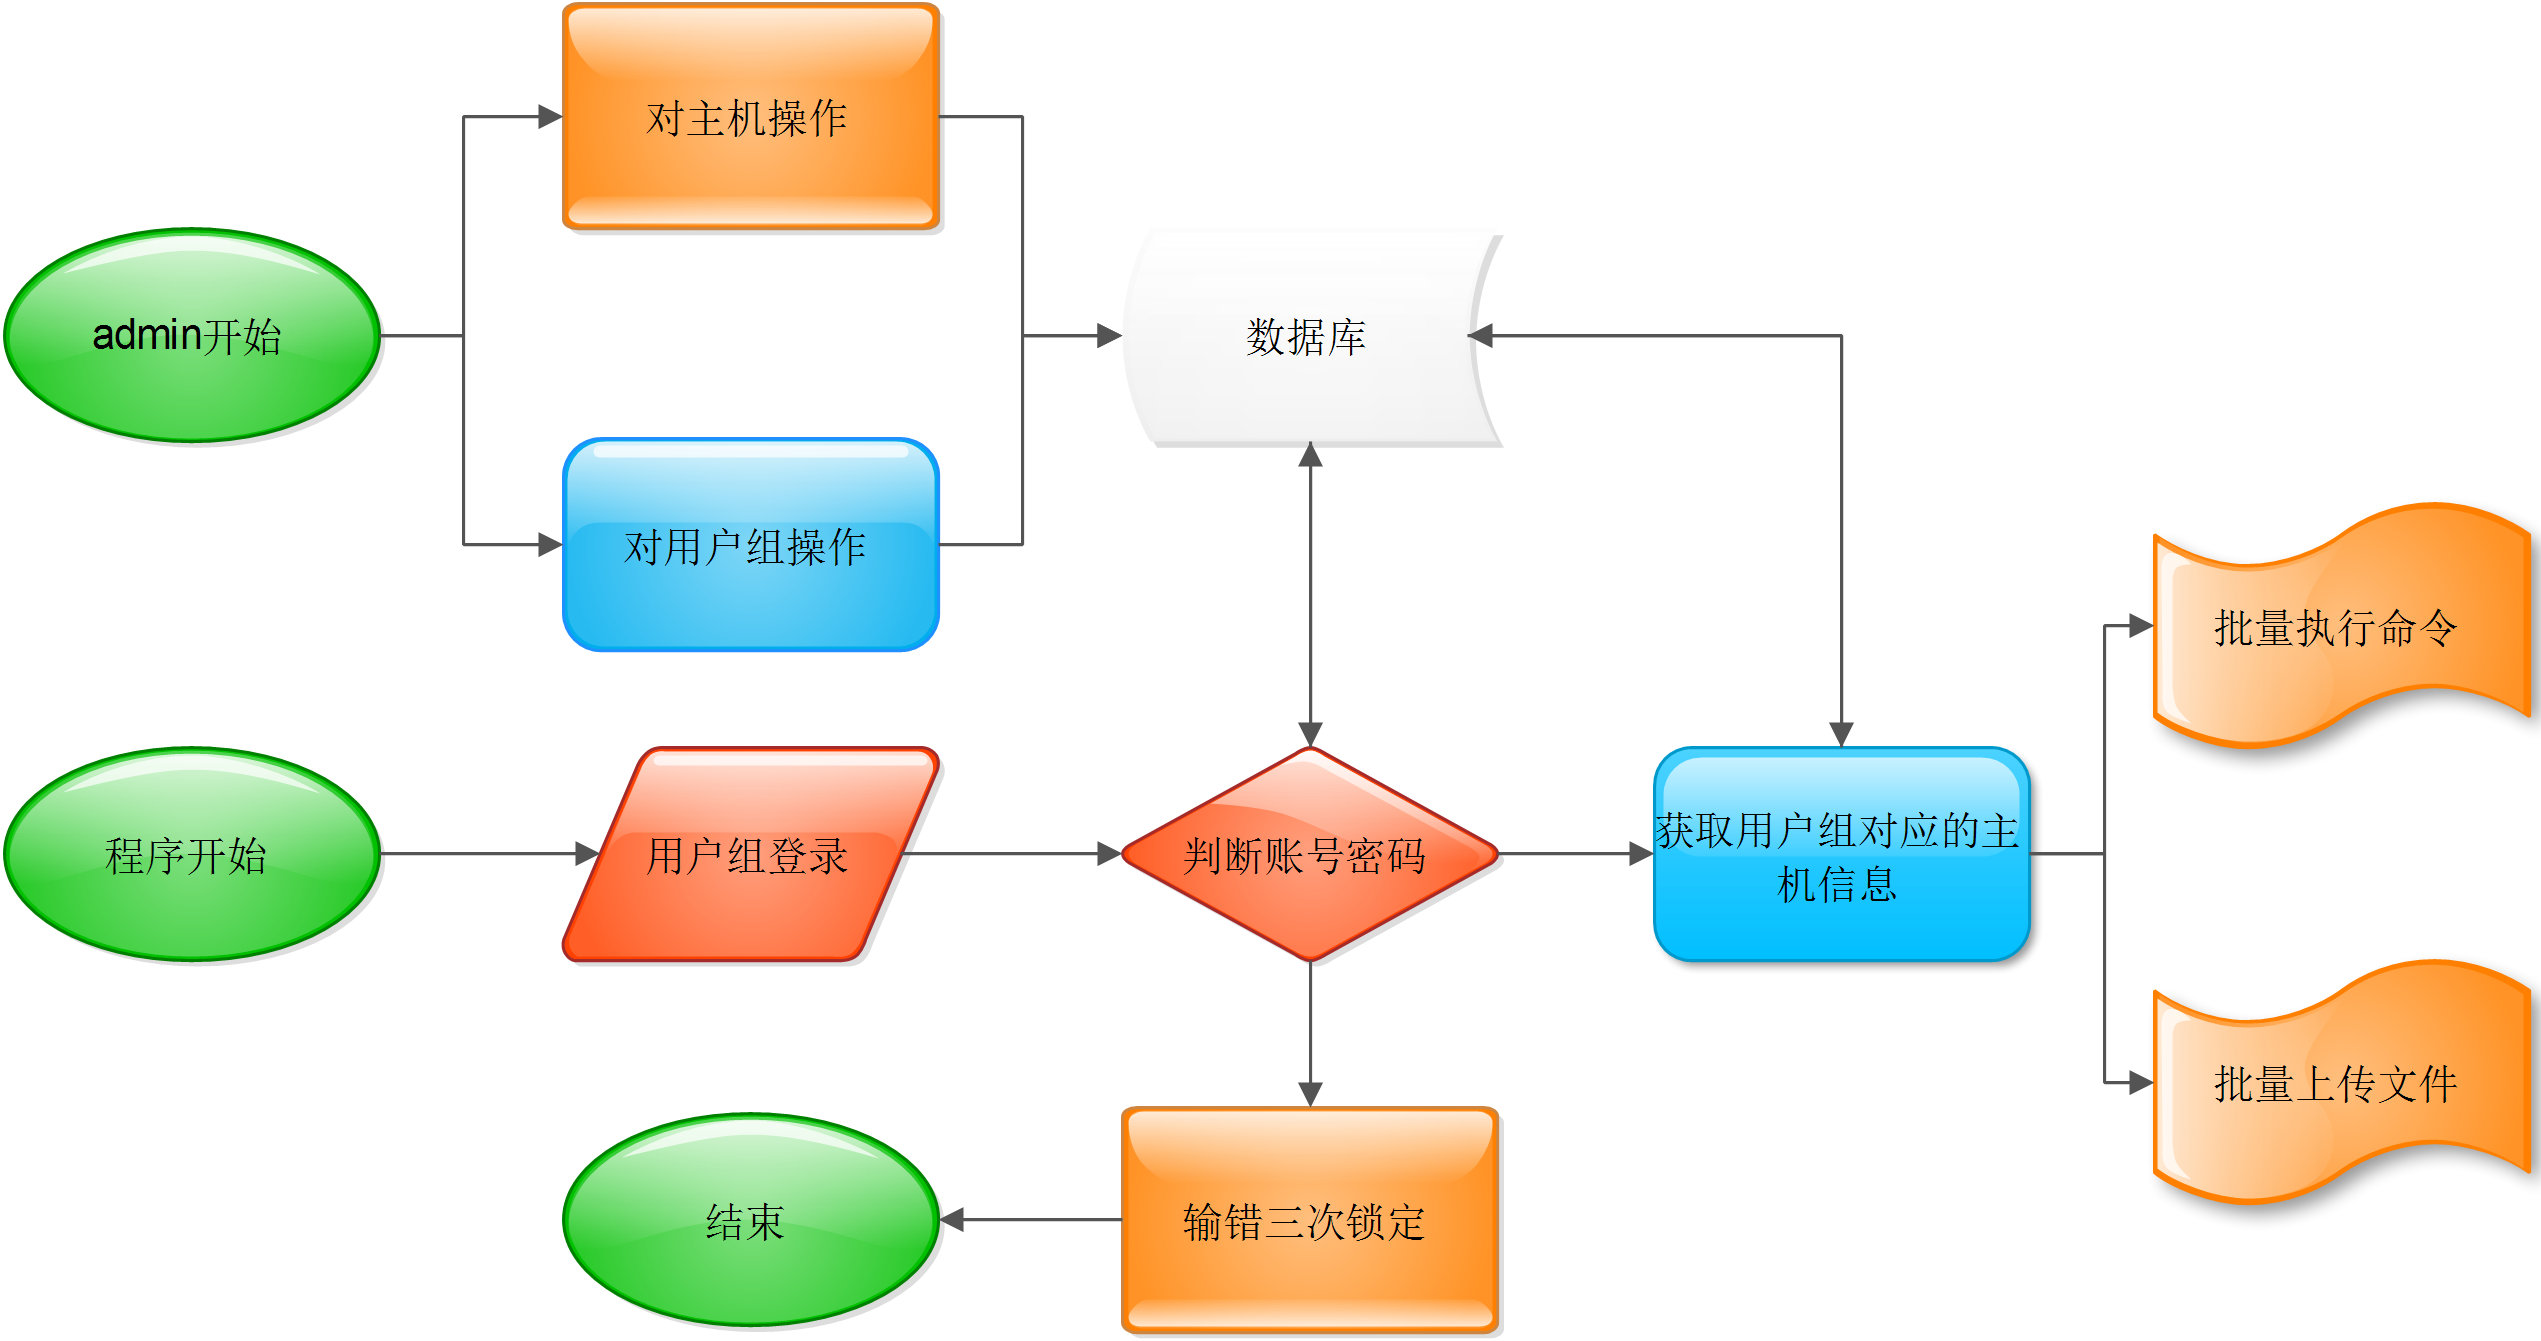 对主机操作
admin开始
数据库
对用户组操作
批量执行命令
程序开始
用户组登录
判断账号密码
获取用户组对应的主
机信息
批量上传文件
结束
输错三次锁定